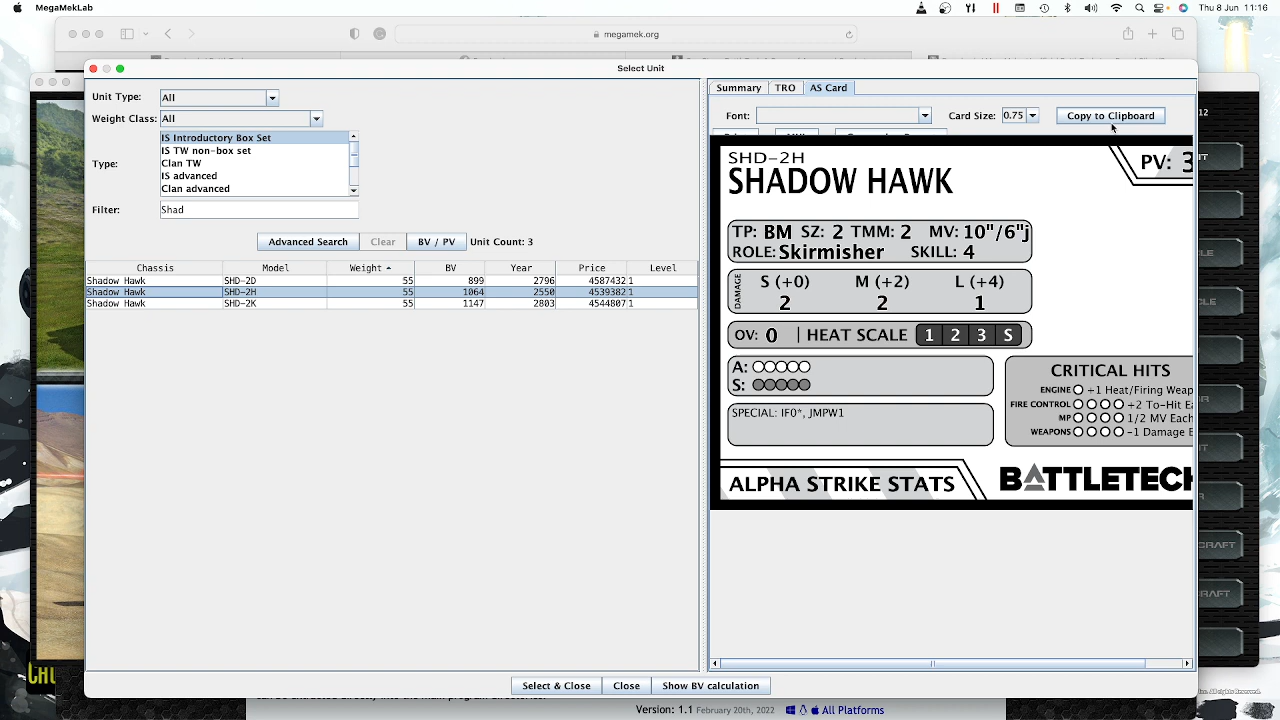 MegaMekLab
Thu 8 Jun 11:16
megamek.org
Select Unit
Unit Type: All
Weight Class: All
Type:
IS Introductory Box Set
IS TW non-box set
Clan TW
IS advanced
Clan advanced
Filter: Shad
Advanced Search Clear BV / PV Unit Count: 3
Chassis Model Weight BV Year Price Level
Shadow Hawk SHD-2D 55 899 4587432 1
Shadow Hawk SHD-2H 55 1064 4539382 1
Shadow Hawk SHD-2K 55 1147 2803 4544807 1
Summary TRO AS Card
Font: Card Size: 0.75 Copy to Clipboard
SHD-2H
SHADOW HAWK
PV: 3
TP: BM SZ: 2 TMM: 2 MV: 10"/6"j
ROLE: Skirmisher SKILL: 4
DAMAGE
S (+0) M (+2) L (+4)
2 2 1
OV: 0 | HEAT SCALE 1 2 3 S
A:
S:
SPECIAL: IF0*, JMPW1
CRITICAL HITS
ENGINE +1 Heat/Firing Weap
FIRE CONTROL +2 To-Hit Ea
MP 1/2 MV Each
WEAPONS -1 Damage E
ALPHA STRIKE STATS
BATTLETECH
Select & Close Close Show BV calculation
Version: 1.1 February 20th, 2022 All Platforms
All Rights Reserved.